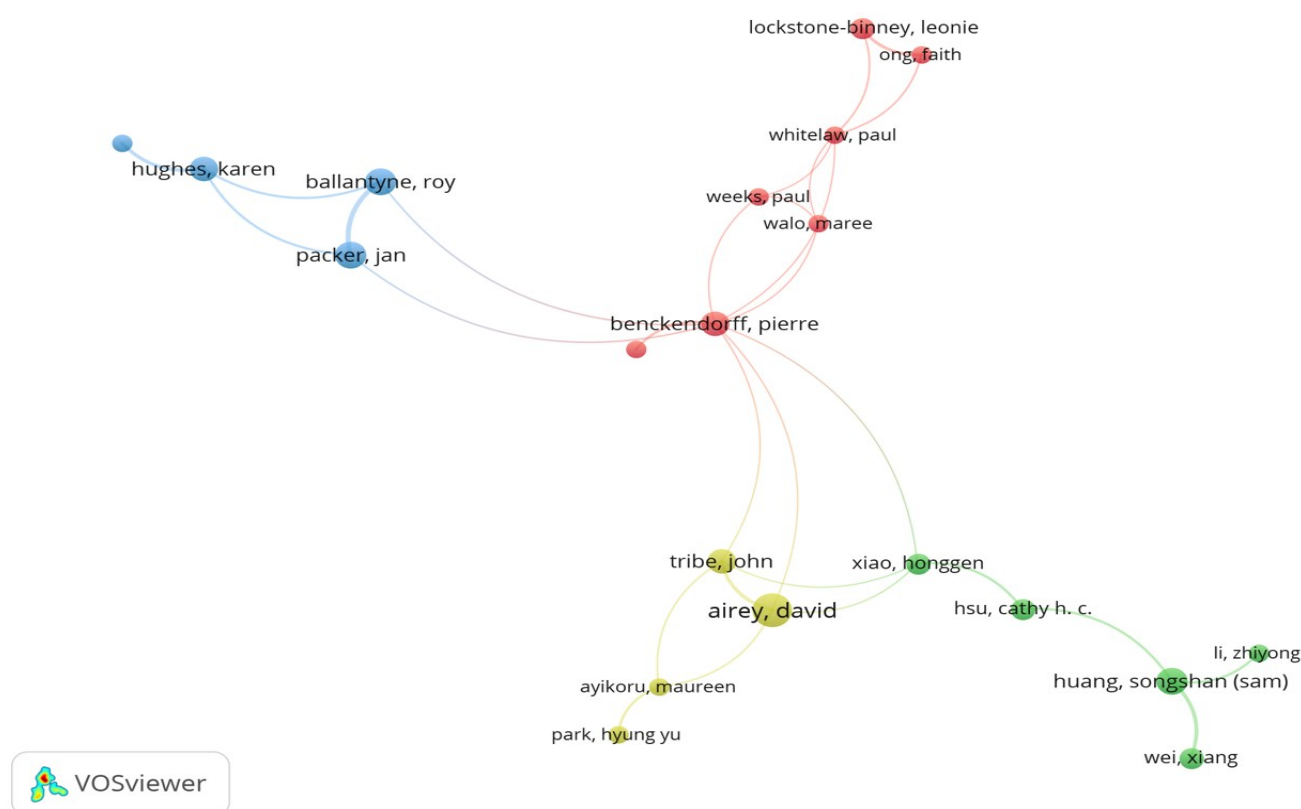 lockstone-binney, leonie
ong, faith
whitelaw, paul
hughes, karen
ballantyne, roy
weeks, paul
walo, maree
packer, jan
benckendorff, pierre
tribe, john
xiao, honggen
airey, david
hsu, cathy h. c.
li, zhiyong
huang, songshan (sam)
ayikoru, maureen
park, hyung yu
wei, xiang
VOSviewer